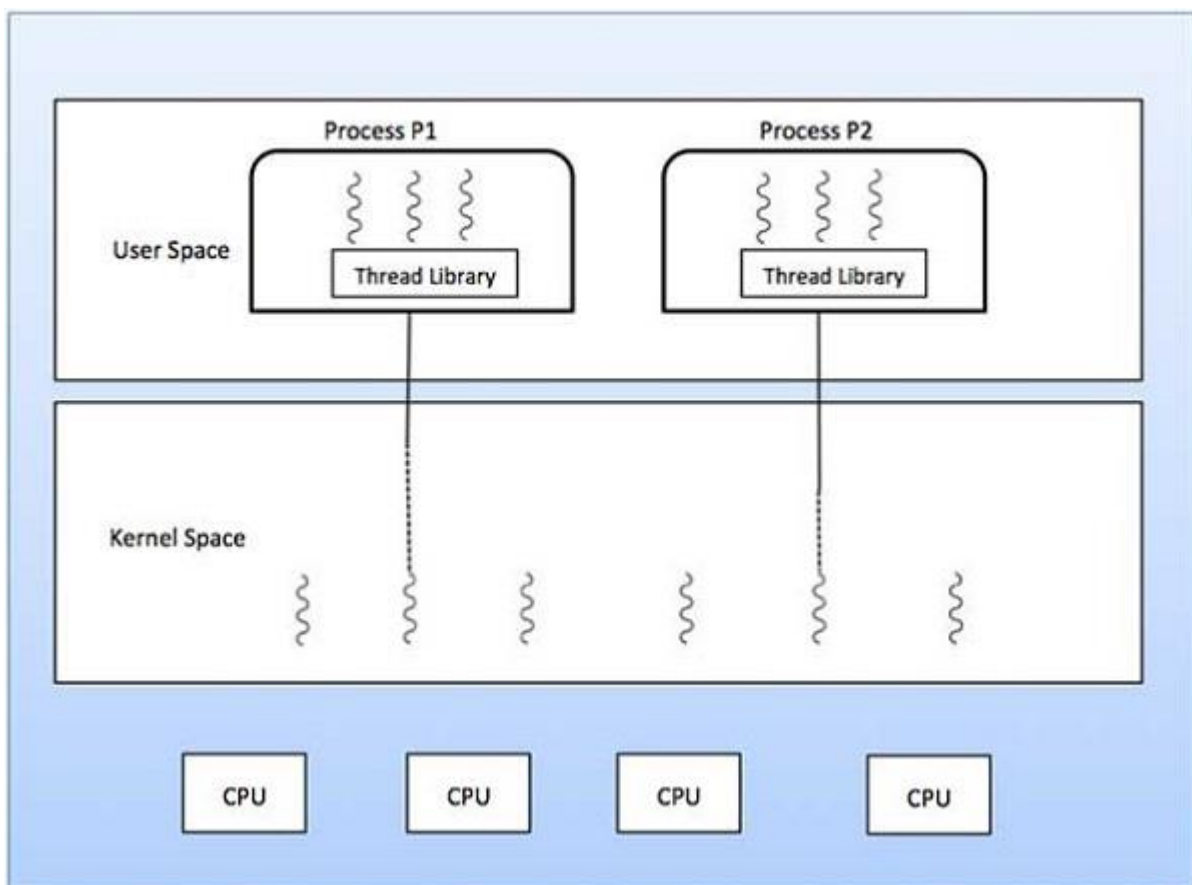 Process P1
Process P2
User Space
Thread Library
Thread Library
Kernel Space
CPU
CPU
CPU
CPU